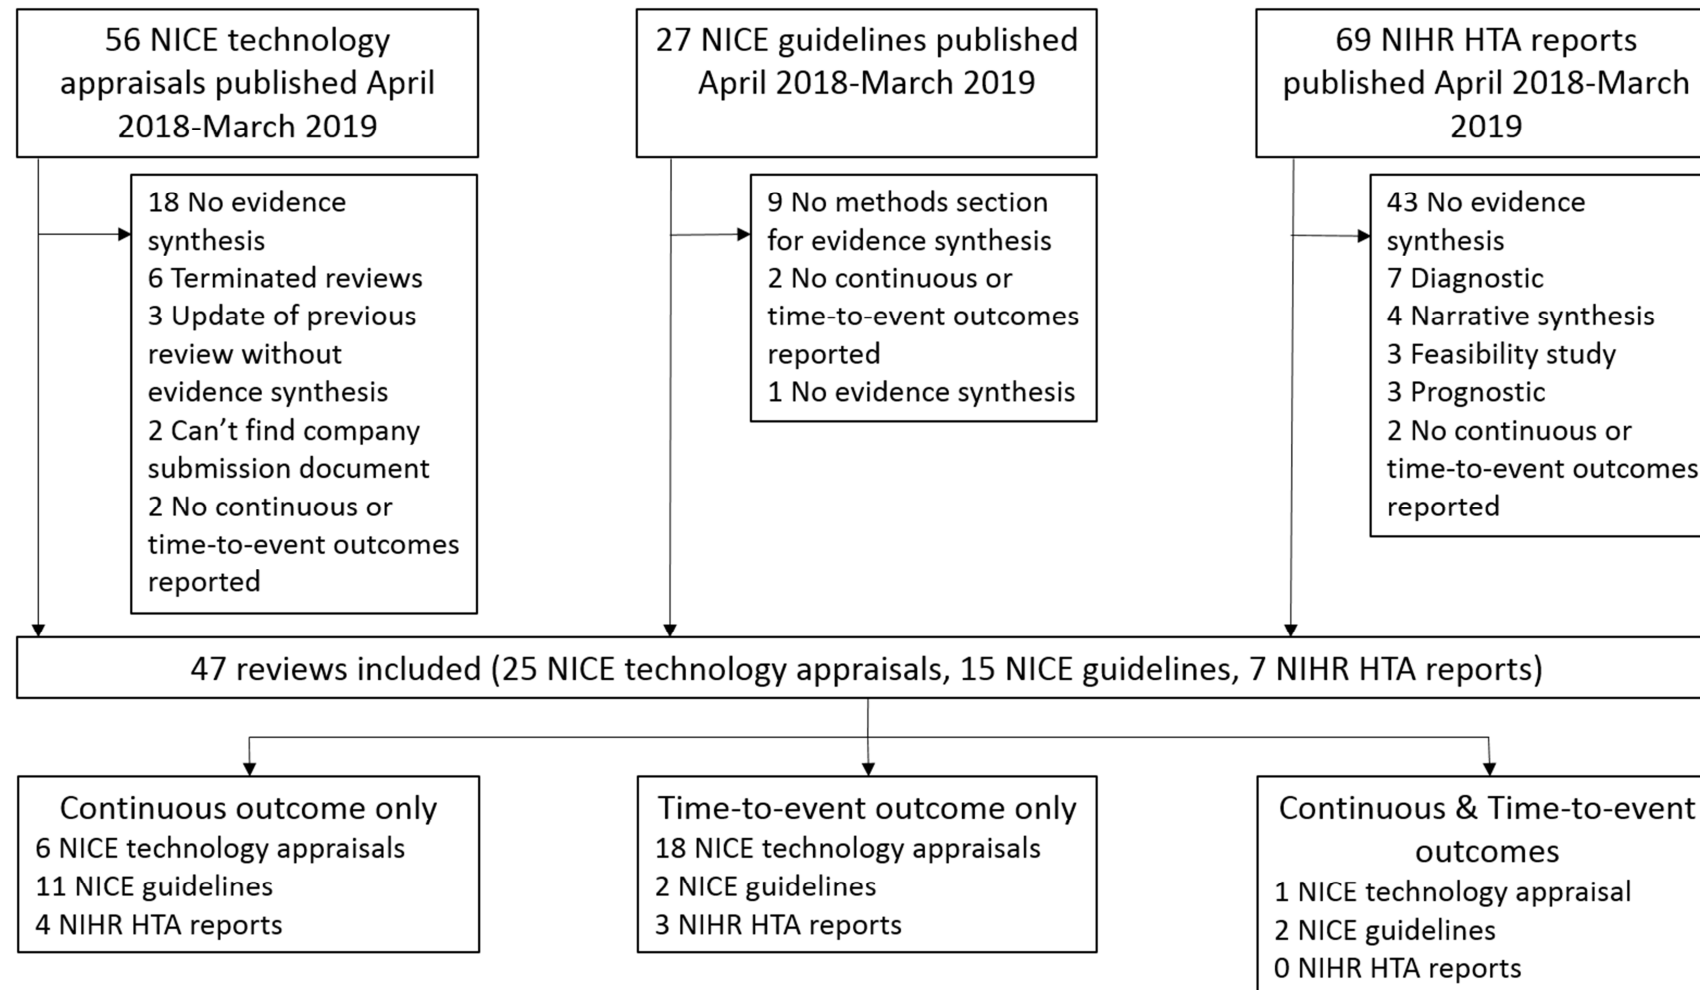 56 NICE technology
appraisals published April
2018-March 2019
27 NICE guidelines published
April 2018-March 2019
69 NIHR HTA reports
published April 2018-March
2019
18 No evidence
synthesis
6 Terminated reviews
3 Update of previous
review without
evidence synthesis
2 Can’t find company
submission document
2 No continuous or
time-to-event outcomes
reported
9 No methods section
for evidence synthesis
2 No continuous or
time-to-event outcomes
reported
1 No evidence synthesis
43 No evidence
synthesis
7 Diagnostic
4 Narrative synthesis
3 Feasibility study
3 Prognostic
2 No continuous or
time-to-event outcomes
reported
47 reviews included (25 NICE technology appraisals, 15 NICE guidelines, 7 NIHR HTA reports)
Continuous outcome only
6 NICE technology appraisals
11 NICE guidelines
4 NIHR HTA reports
Time-to-event outcome only
18 NICE technology appraisals
2 NICE guidelines
3 NIHR HTA reports
Continuous & Time-to-event
outcomes
1 NICE technology appraisal
2 NICE guidelines
0 NIHR HTA reports